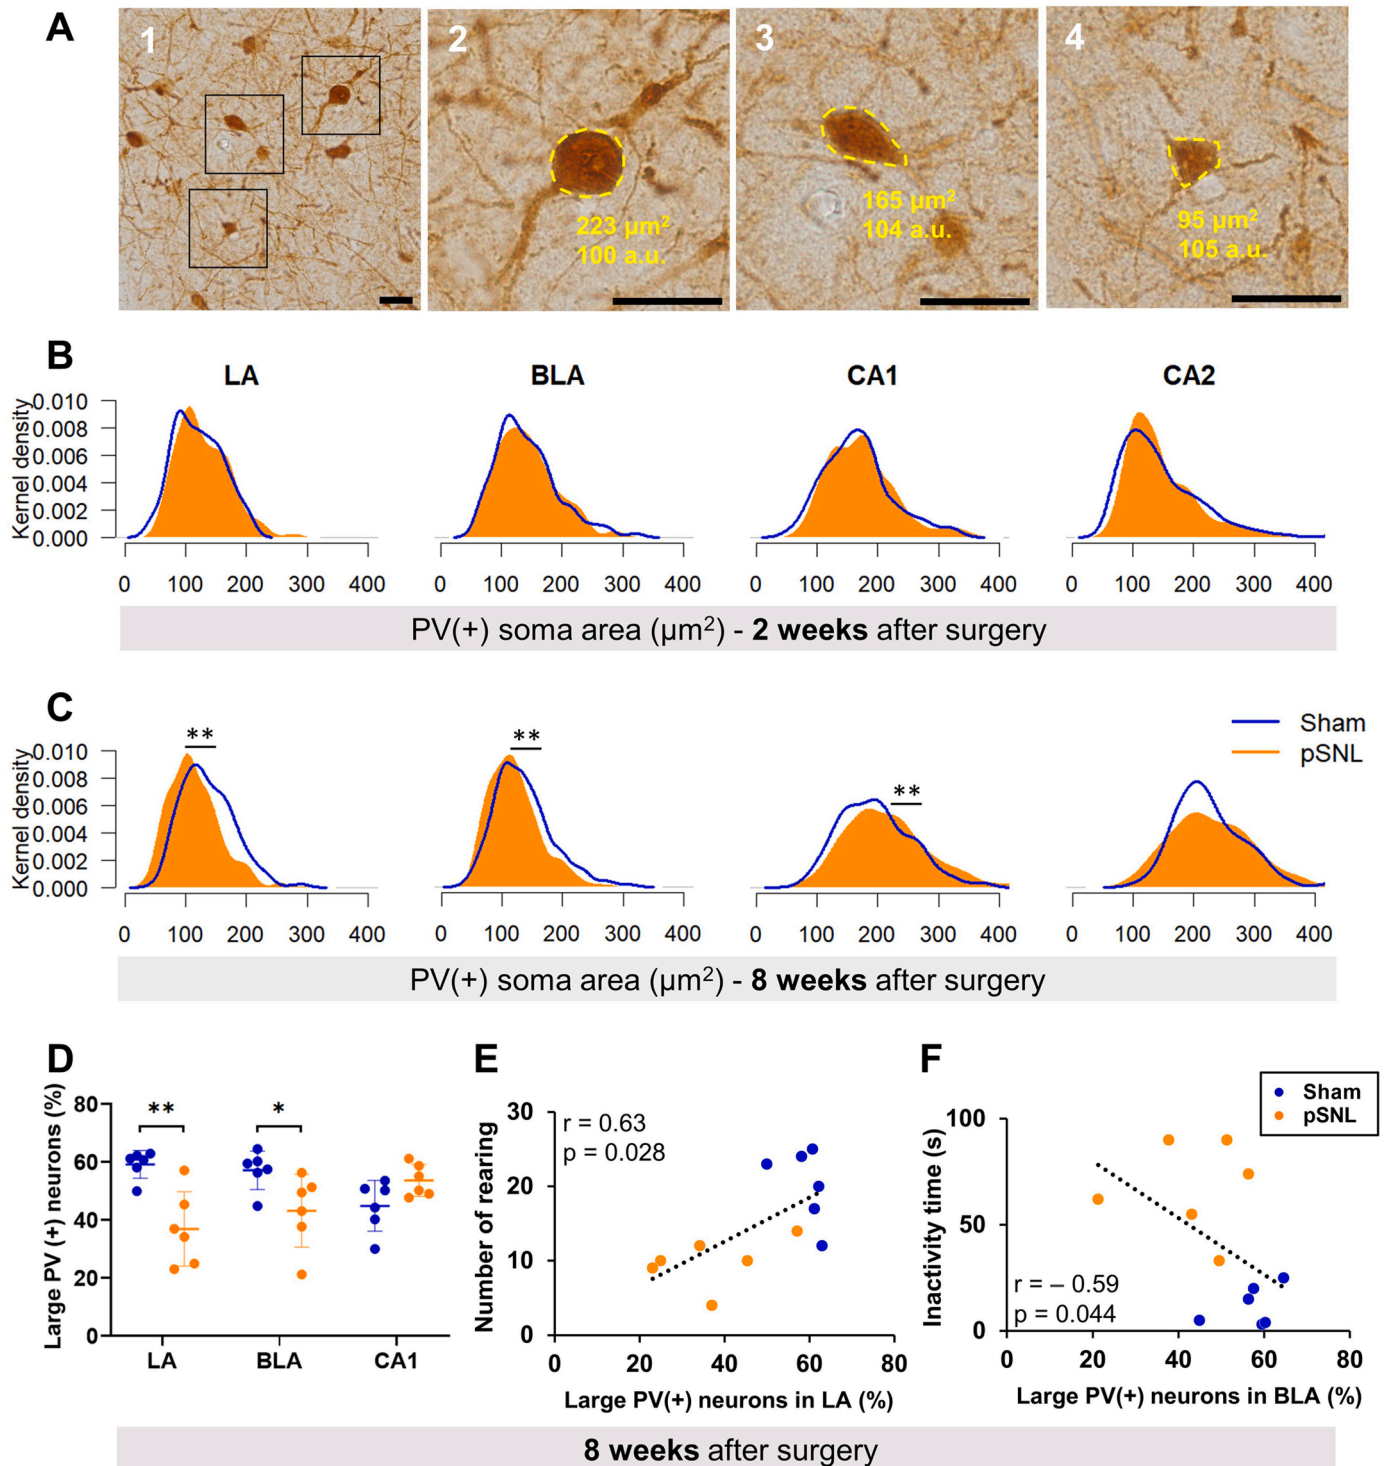 A
1
2
3
4
223 µm²
100 a.u.
165 µm²
104 a.u.
95 µm²
105 a.u.
B
LA
BLA
CA1
CA2
Kernel density
0.010
0.008
0.006
0.004
0.002
0.000
0 100 200 300 400
0 100 200 300 400
0 100 200 300 400
0 100 200 300 400
PV(+) soma area (µm²) - 2 weeks after surgery
C
Sham
pSNL
**
**
**
Kernel density
0.010
0.008
0.006
0.004
0.002
0.000
0 100 200 300 400
0 100 200 300 400
0 100 200 300 400
0 100 200 300 400
PV(+) soma area (µm²) - 8 weeks after surgery
D
Large PV (+) neurons (%)
80
60
40
20
0
**
*
LA
BLA
CA1
E
Number of rearing
30
20
10
0
r = 0.63
p = 0.028
0 20 40 60 80
Large PV(+) neurons in LA (%)
F
Sham
pSNL
Inactivity time (s)
100
50
0
r = – 0.59
p = 0.044
0 20 40 60 80
Large PV(+) neurons in BLA (%)
8 weeks after surgery